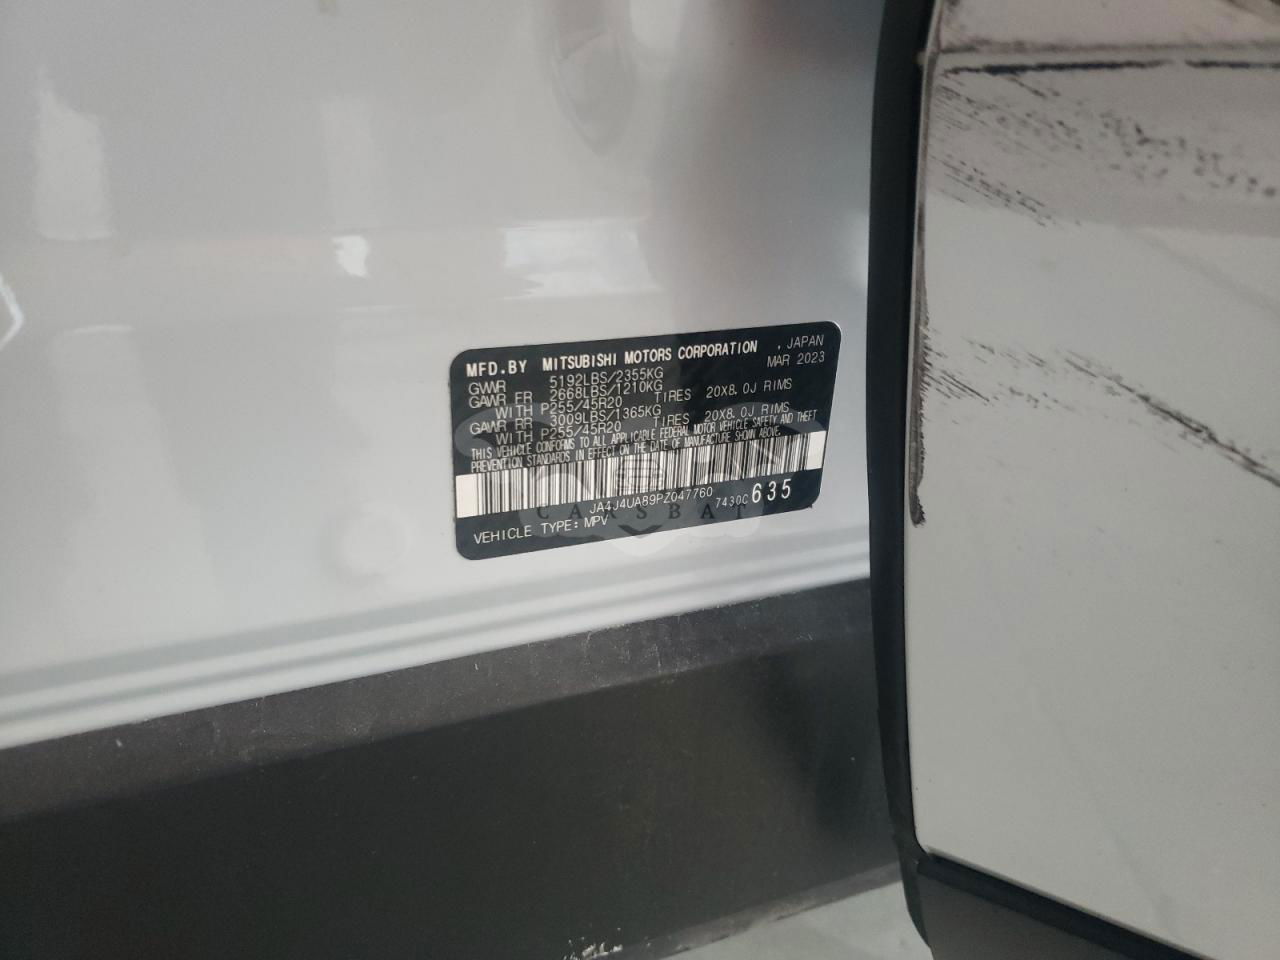 MFD.BY MITSUBISHI MOTORS CORPORATION , JAPAN
GVWR 5192LBS/2355KG MAR 2023
GAWR FR 2668LBS/1210KG
WITH P255/45R20 TIRES 20X8.0J RIMS
GAWR RR 3009LBS/1365KG
WITH P255/45R20 TIRES 20X8.0J RIMS
THIS VEHICLE CONFORMS TO ALL APPLICABLE FEDERAL MOTOR VEHICLE SAFETY AND THEFT
PREVENTION STANDARDS IN EFFECT ON THE DATE OF MANUFACTURE SHOWN ABOVE.
JA4J4UA89PZ047760
7430C 635
VEHICLE TYPE: MPV
CARSBAT